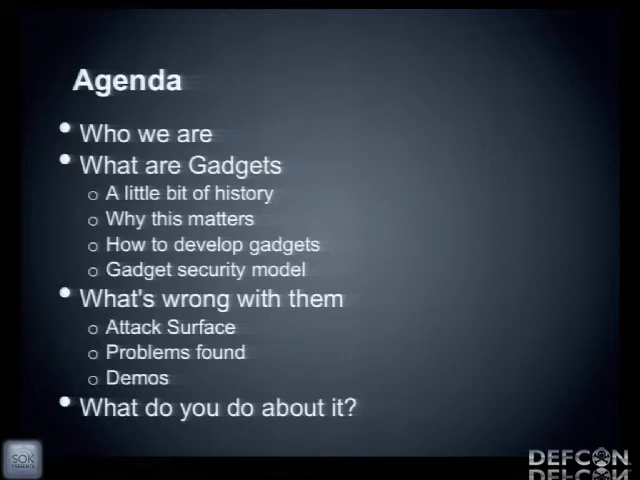 Agenda
• Who we are
• What are Gadgets
o A little bit of history
o Why this matters
o How to develop gadgets
o Gadget security model
• What's wrong with them
o Attack Surface
o Problems found
o Demos
• What do you do about it?
SOK
DEFCON